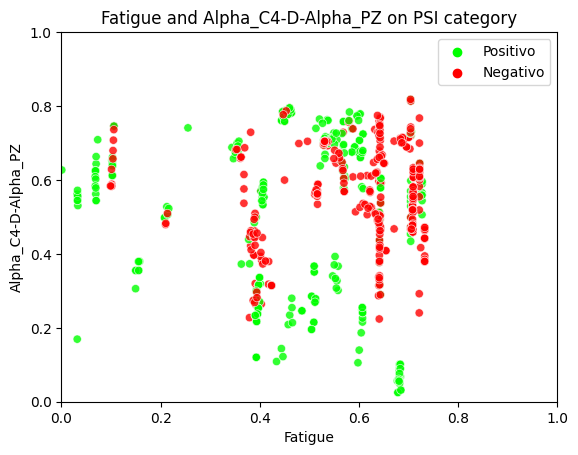 Fatigue and Alpha_C4-D-Alpha_PZ on PSI category
Positivo
Negativo
Alpha_C4-D-Alpha_PZ
1.0
0.8
0.6
0.4
0.2
0.0
0.0 0.2 0.4 0.6 0.8 1.0
Fatigue